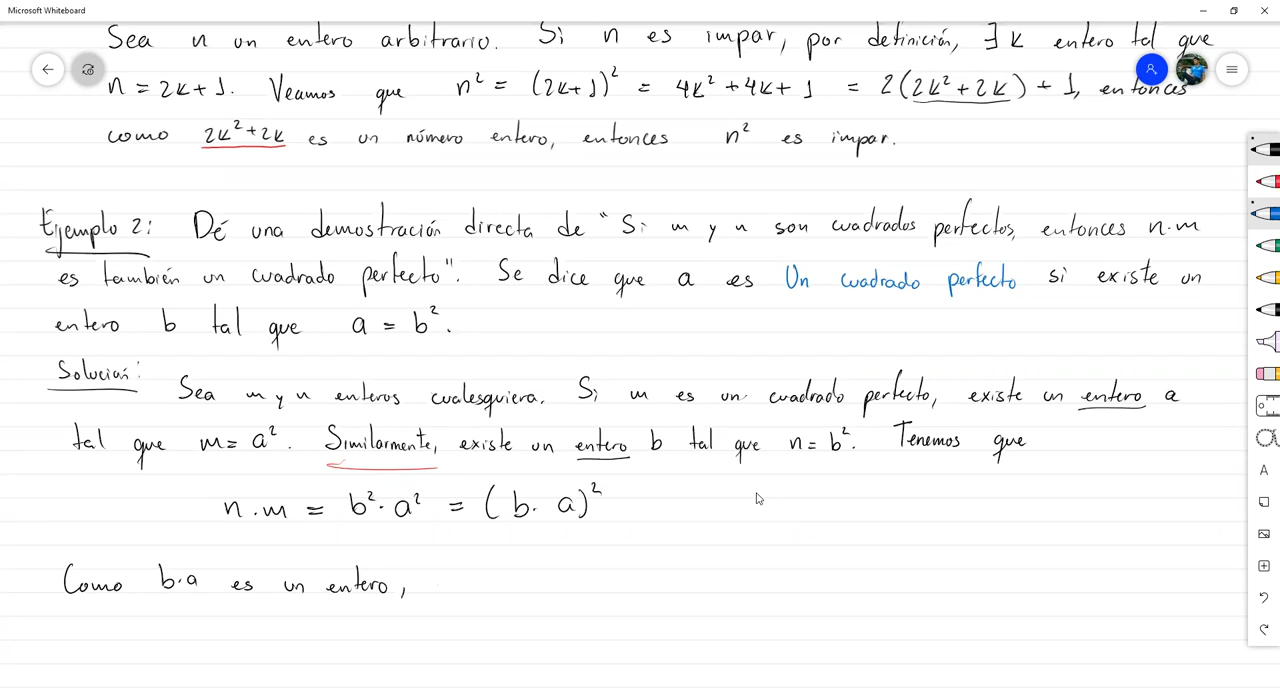 Microsoft Whiteboard
Sea n un entero arbitrario. Si n es impar, por definición, ∃ k entero tal que
n = 2k+1. Veamos que n² = (2k+1)² = 4k² + 4k + 1 = 2(2k² + 2k) + 1, entonces
como 2k² + 2k es un número entero, entonces n² es impar.
Ejemplo 2: Dé una demostración directa de "Si m y n son cuadrados perfectos, entonces n·m
es también un cuadrado perfecto". Se dice que a es Un cuadrado perfecto si existe un
entero b tal que a = b².
Solución:
Sea m y n enteros cualesquiera. Si m es un cuadrado perfecto, existe un entero a
tal que m = a². Similarmente, existe un entero b tal que n = b². Tenemos que
n·m = b²·a² = (b·a)²
Como b·a es un entero,
A